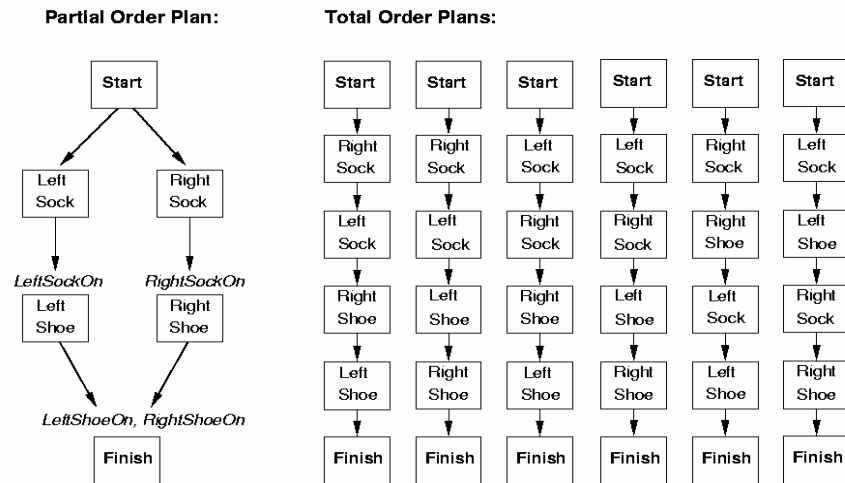 Partial Order Plan:
Start
Left
Sock
Right
Sock
LeftSockOn
RightSockOn
Left
Shoe
Right
Shoe
LeftShoeOn, RightShoeOn
Finish
Total Order Plans:
Start
Right
Sock
Left
Sock
Right
Shoe
Left
Shoe
Finish
Start
Right
Sock
Left
Sock
Left
Shoe
Right
Shoe
Finish
Start
Left
Sock
Right
Sock
Right
Shoe
Left
Shoe
Finish
Start
Left
Sock
Right
Sock
Left
Shoe
Right
Shoe
Finish
Start
Right
Sock
Right
Shoe
Left
Sock
Left
Shoe
Finish
Start
Left
Sock
Left
Shoe
Right
Sock
Right
Shoe
Finish